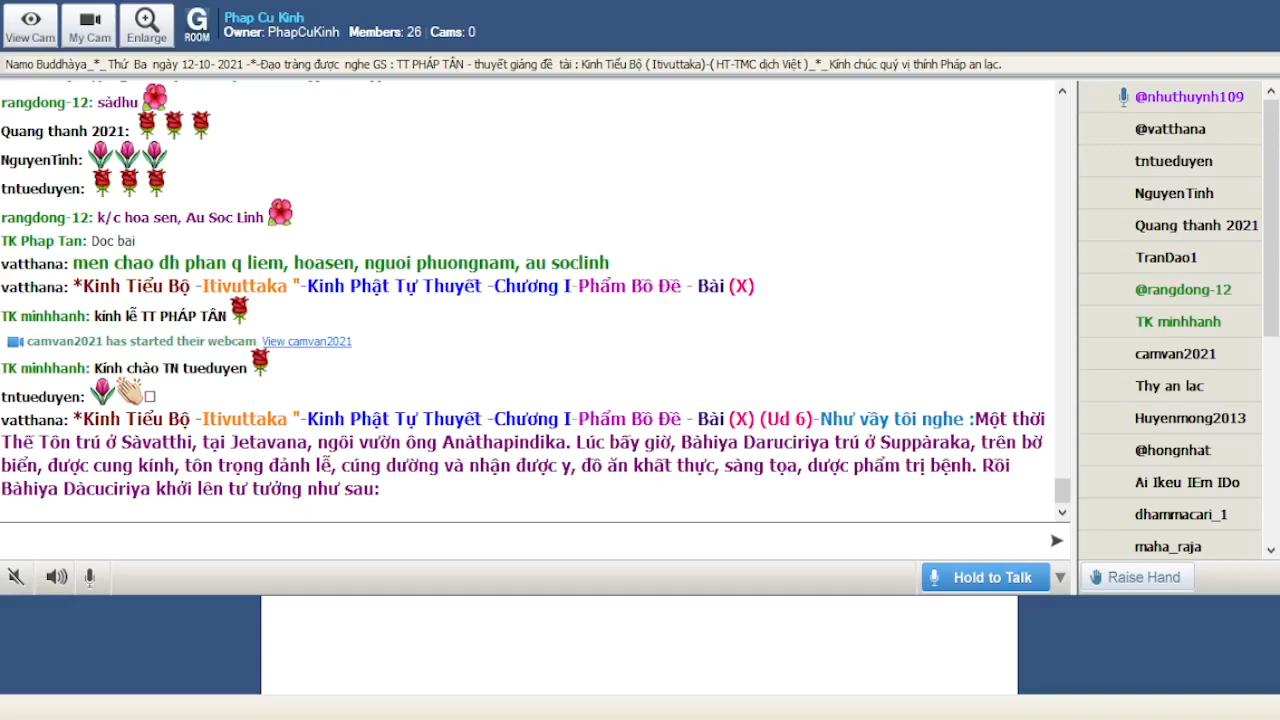 View Cam
My Cam
Enlarge
G
ROOM
Phap Cu Kinh
Owner: PhapCuKinh Members: 26 Cams: 0
Namo Buddhàya_*_Thứ Ba ngày 12-10- 2021 -*-Đạo tràng được nghe GS : TT PHÁP TÂN - thuyết giảng đề tài : Kinh Tiểu Bộ ( Itivuttaka)-( HT-TMC dịch Việt )_*_Kính chúc quý vị thính Pháp an lạc.
rangdong-12: sàdhu
Quang thanh 2021:
NguyenTinh:
tntueduyen:
rangdong-12: k/c hoa sen, Au Soc Linh
TK Phap Tan: Doc bai
vatthana: men chao dh phan q liem, hoasen, nguoi phuongnam, au soclinh
vatthana: *Kinh Tiểu Bộ -Itivuttaka "-Kinh Phật Tự Thuyết -Chương I-Phẩm Bồ Đề - Bài (X)
TK minhhanh: kính lễ TT PHÁP TÂN
camvan2021 has started their webcam View camvan2021
TK minhhanh: Kính chào TN tueduyen
tntueduyen:
vatthana: *Kinh Tiểu Bộ -Itivuttaka "-Kinh Phật Tự Thuyết -Chương I-Phẩm Bồ Đề - Bài (X) (Ud 6)-Như vầy tôi nghe :Một thời
Thế Tôn trú ở Sàvatthi, tại Jetavana, ngôi vườn ông Anàthapindika. Lúc bấy giờ, Bàhiya Daruciriya trú ở Suppàraka, trên bờ
biển, được cung kính, tôn trọng đảnh lễ, cúng dường và nhận được y, đồ ăn khất thực, sàng tọa, dược phẩm trị bệnh. Rồi
Bàhiya Dàcuciriya khởi lên tư tưởng như sau:
@nhuthuynh109
@vatthana
tntueduyen
NguyenTinh
Quang thanh 2021
TranDao1
@rangdong-12
TK minhhanh
camvan2021
Thy an lac
Huyenmong2013
@hongnhat
Ai Ikeu IEm IDo
dhammacari_1
maha_raja
Hold to Talk
Raise Hand